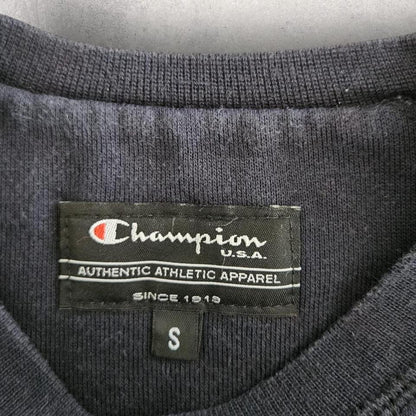 Champion
U.S.A.
AUTHENTIC ATHLETIC APPAREL
SINCE 1919
S